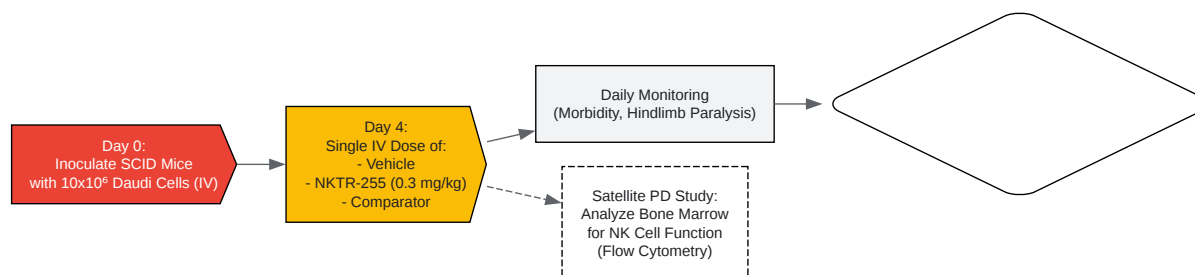 Day 0:
Inoculate SCID Mice
with 10x10⁶ Daudi Cells (IV)
Day 4:
Single IV Dose of:
- Vehicle
- NKTR-255 (0.3 mg/kg)
- Comparator
Daily Monitoring
(Morbidity, Hindlimb Paralysis)
Satellite PD Study:
Analyze Bone Marrow
for NK Cell Function
(Flow Cytometry)